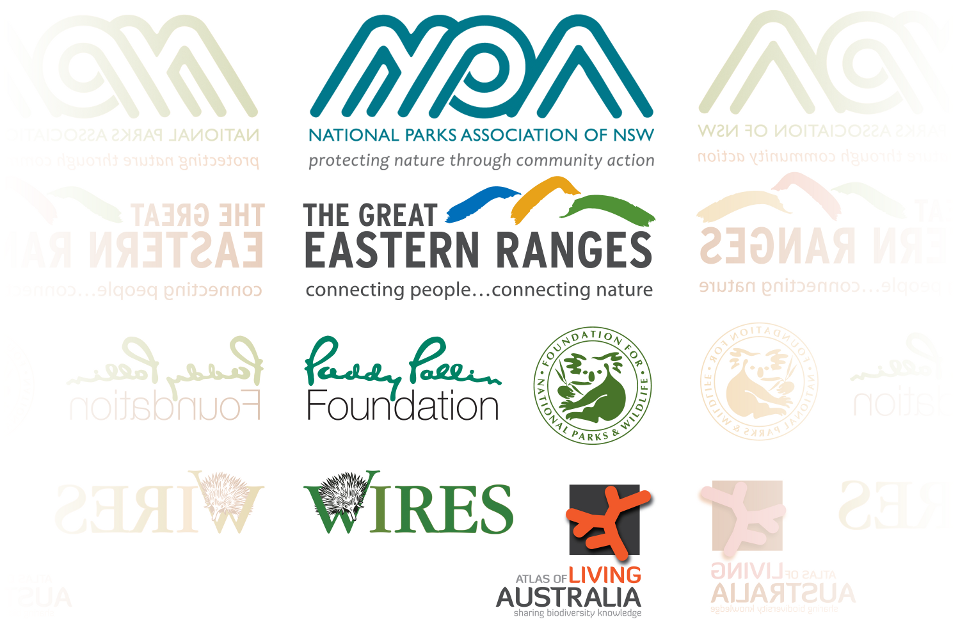 NPA
NATIONAL PARKS ASSOCIATION OF NSW
protecting nature through community action
THE GREAT
EASTERN RANGES
connecting people...connecting nature
Paddy Pallin
Foundation
· FOUNDATION FOR ·
NATIONAL PARKS & WILDLIFE
WIRES
ATLAS OF LIVING
AUSTRALIA
sharing biodiversity knowledge